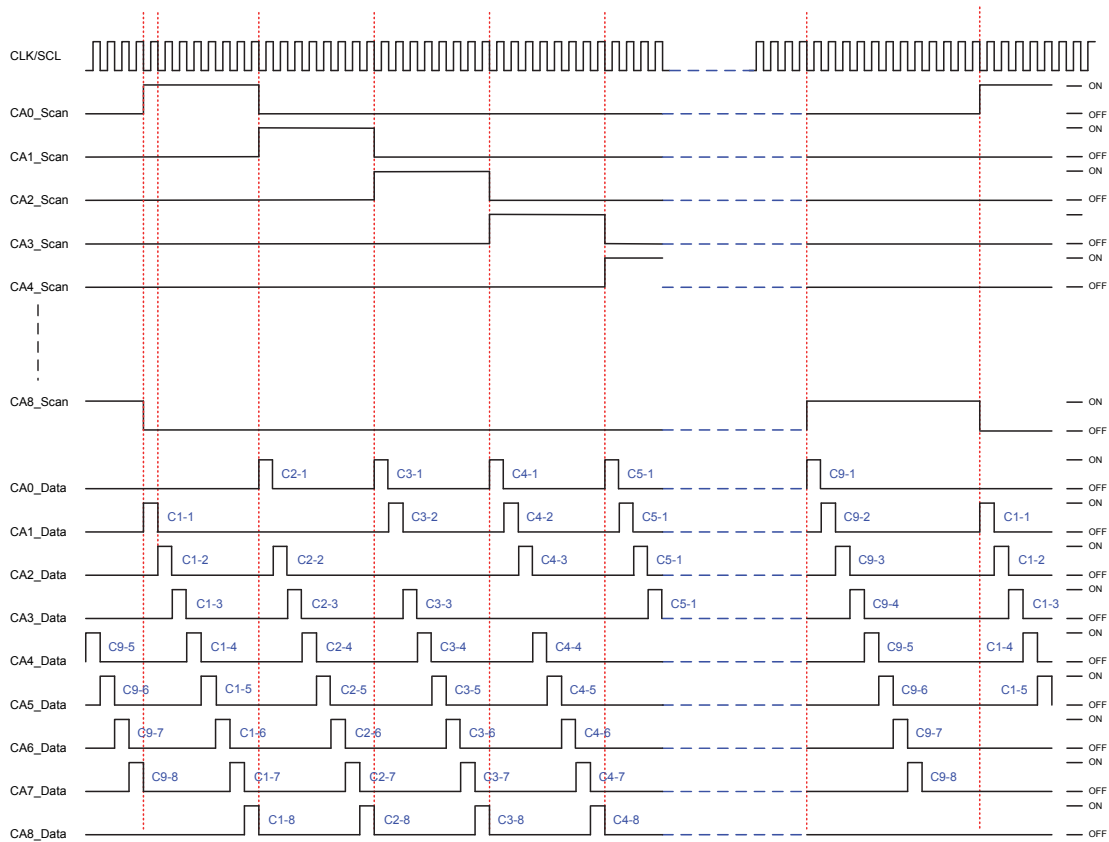 CLK/SCL
CA0_Scan ON OFF
CA1_Scan ON OFF
CA2_Scan ON OFF
CA3_Scan OFF
CA4_Scan ON OFF
CA8_Scan ON OFF
CA0_Data C2-1 C3-1 C4-1 C5-1 C9-1 ON OFF
CA1_Data C1-1 C3-2 C4-2 C5-1 C9-2 C1-1 ON OFF
CA2_Data C1-2 C2-2 C4-3 C5-1 C9-3 C1-2 ON OFF
CA3_Data C1-3 C2-3 C3-3 C5-1 C9-4 C1-3 ON OFF
CA4_Data C9-5 C1-4 C2-4 C3-4 C4-4 C9-5 C1-4 ON OFF
CA5_Data C9-6 C1-5 C2-5 C3-5 C4-5 C9-6 C1-5 ON OFF
CA6_Data C9-7 C1-6 C2-6 C3-6 C4-6 C9-7 ON OFF
CA7_Data C9-8 C1-7 C2-7 C3-7 C4-7 C9-8 ON OFF
CA8_Data C1-8 C2-8 C3-8 C4-8 ON OFF